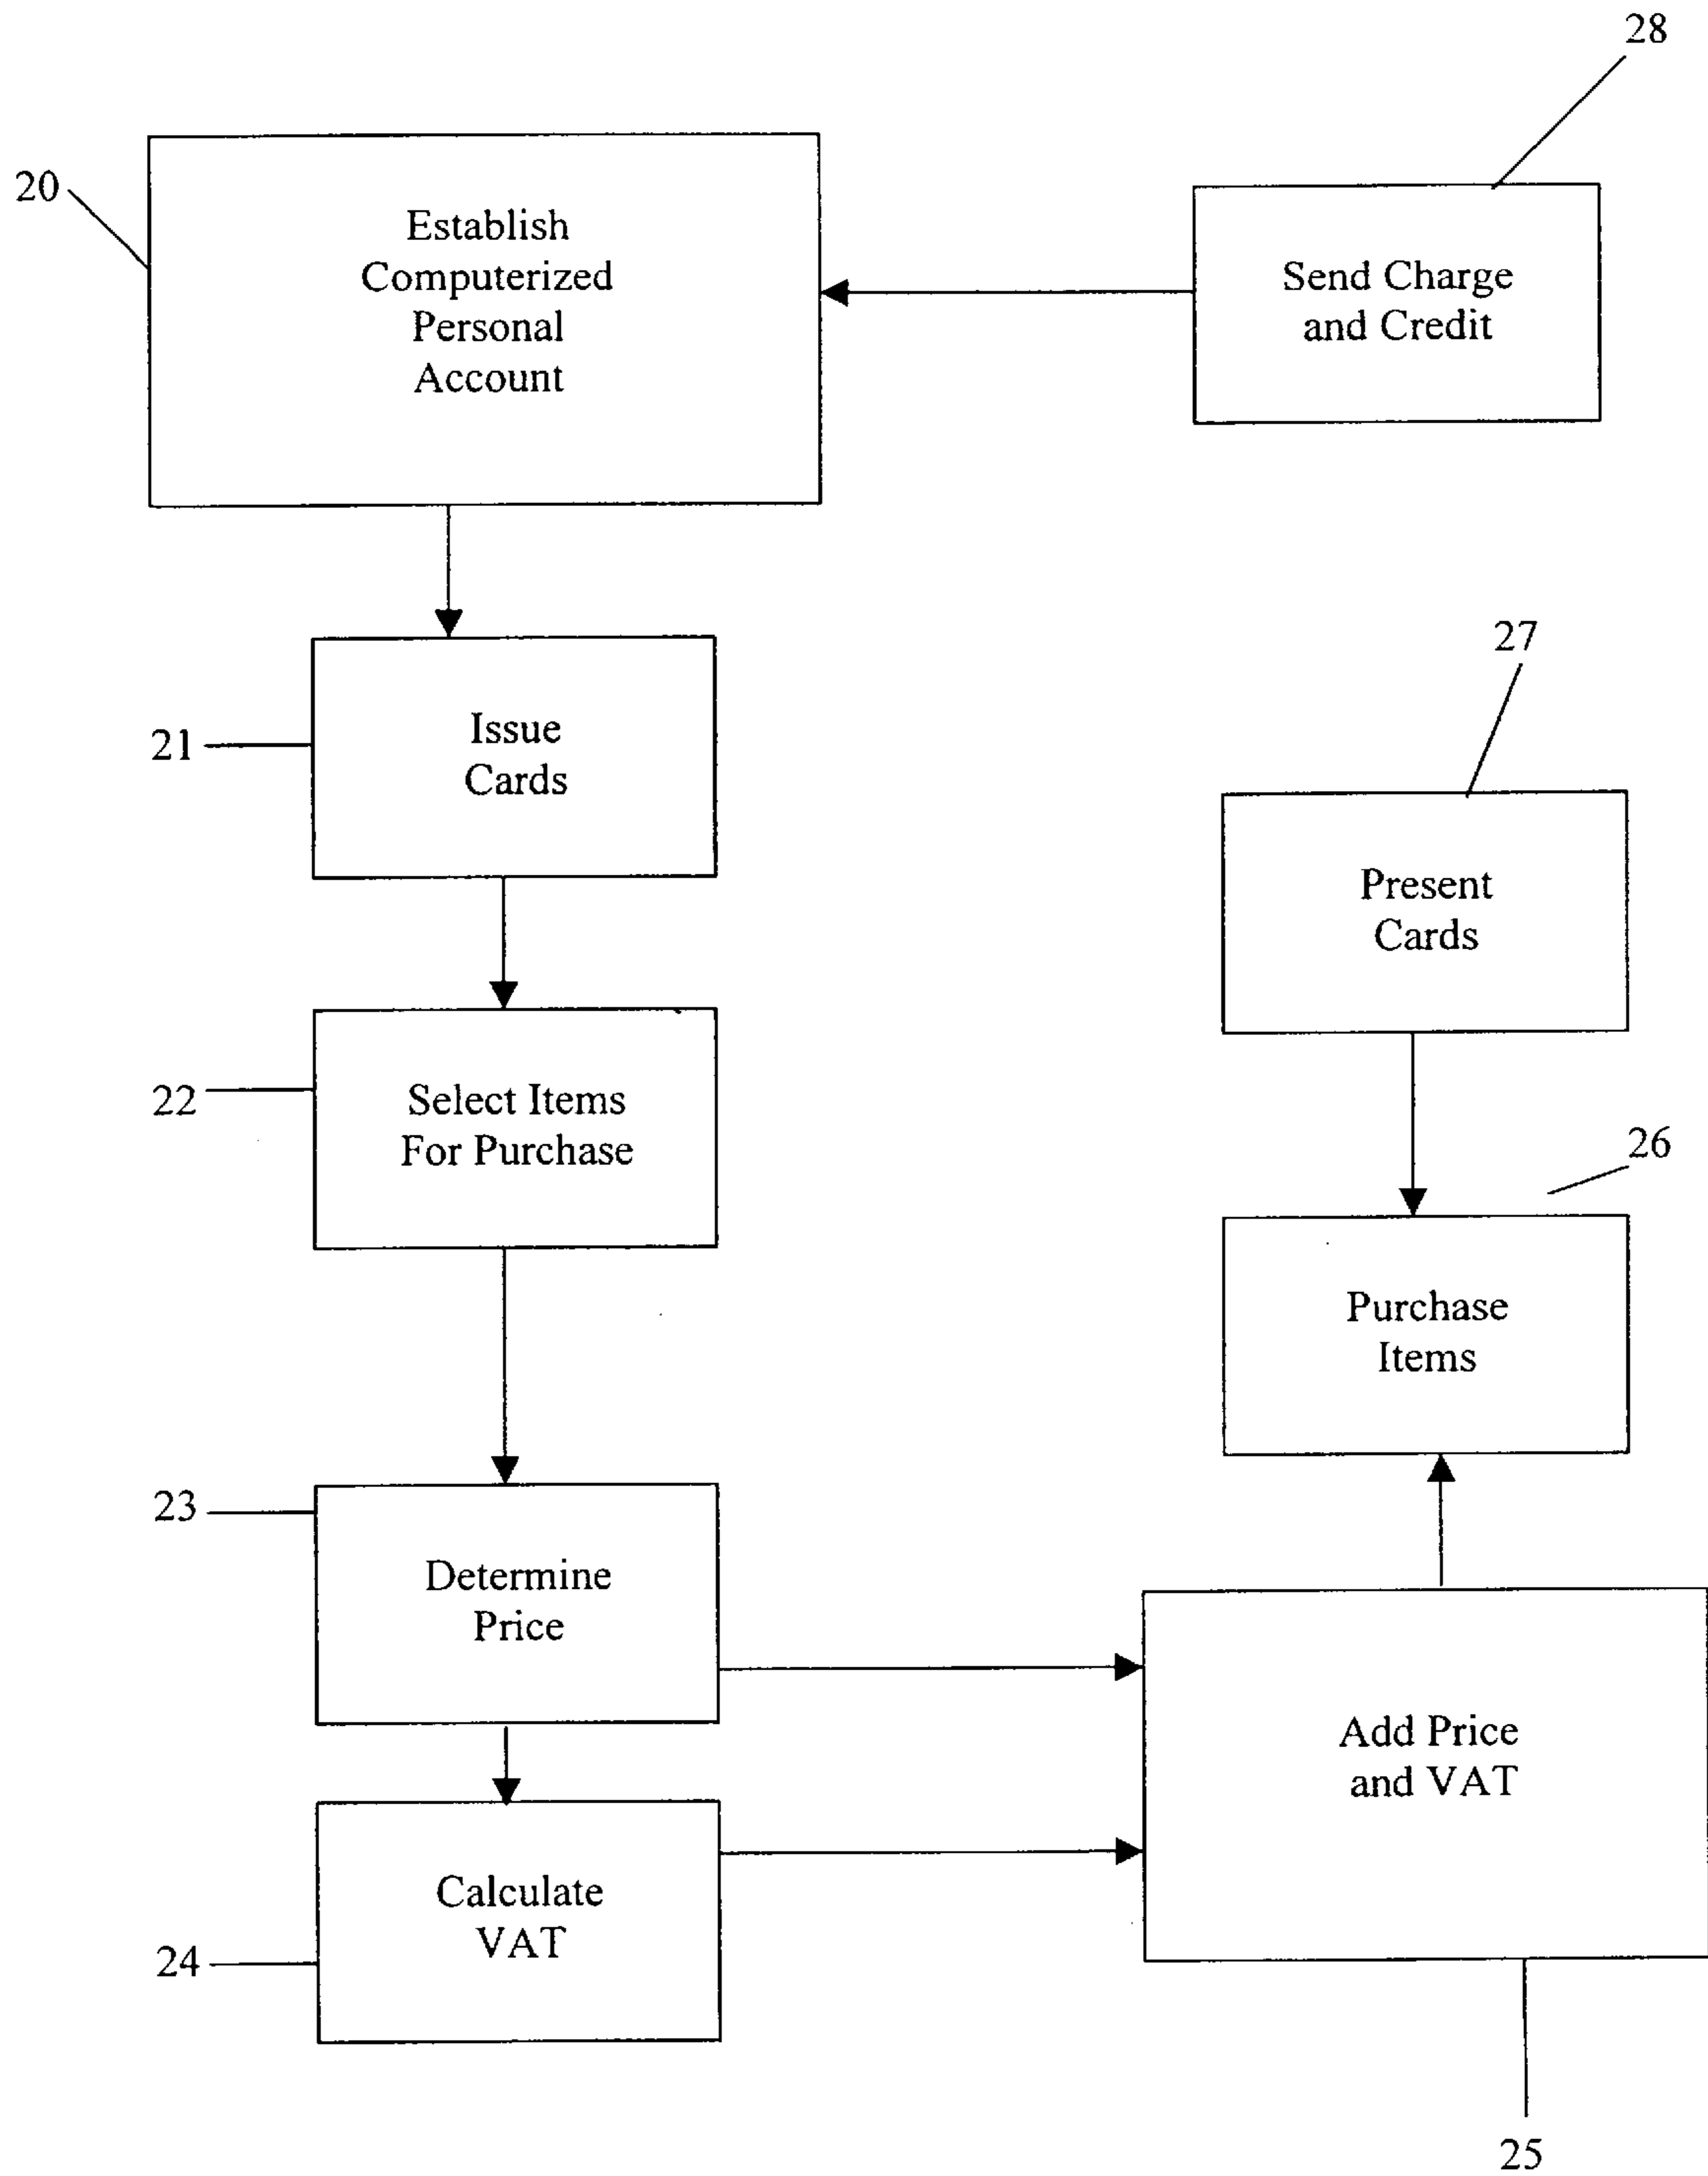 28
20
Establish
Computerized
Personal
Account
Send Charge
and Credit
21
Issue
Cards
27
Present
Cards
22
Select Items
For Purchase
26
Purchase
Items
23
Determine
Price
Add Price
and VAT
24
Calculate
VAT
25